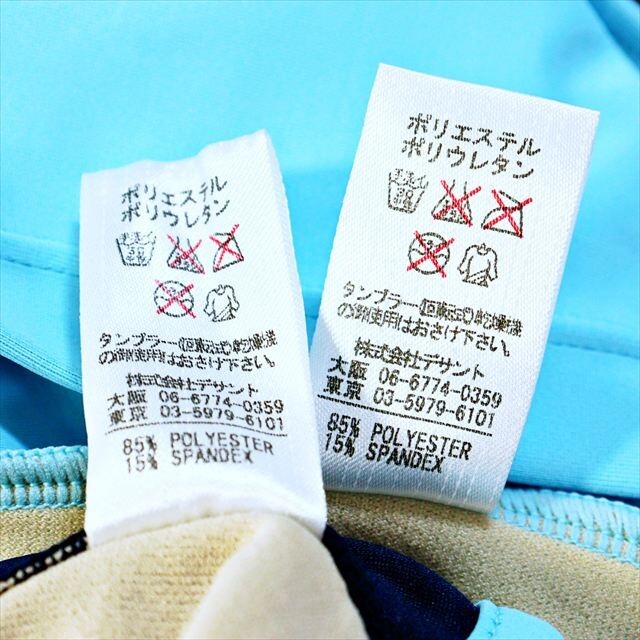 ポリエステル
ポリウレタン
タンブラー(回転式)乾燥機
の御使用はおさけ下さい。
株式会社デサント
大阪 06-6774-0359
東京 03-5979-6101
85% POLYESTER
15% SPANDEX
ポリエステル
ポリウレタン
タンブラー(回転式)乾燥機
の御使用はおさけ下さい。
株式会社デサント
大阪 06-6774-0359
東京 03-5979-6101
85% POLYESTER
15% SPANDEX